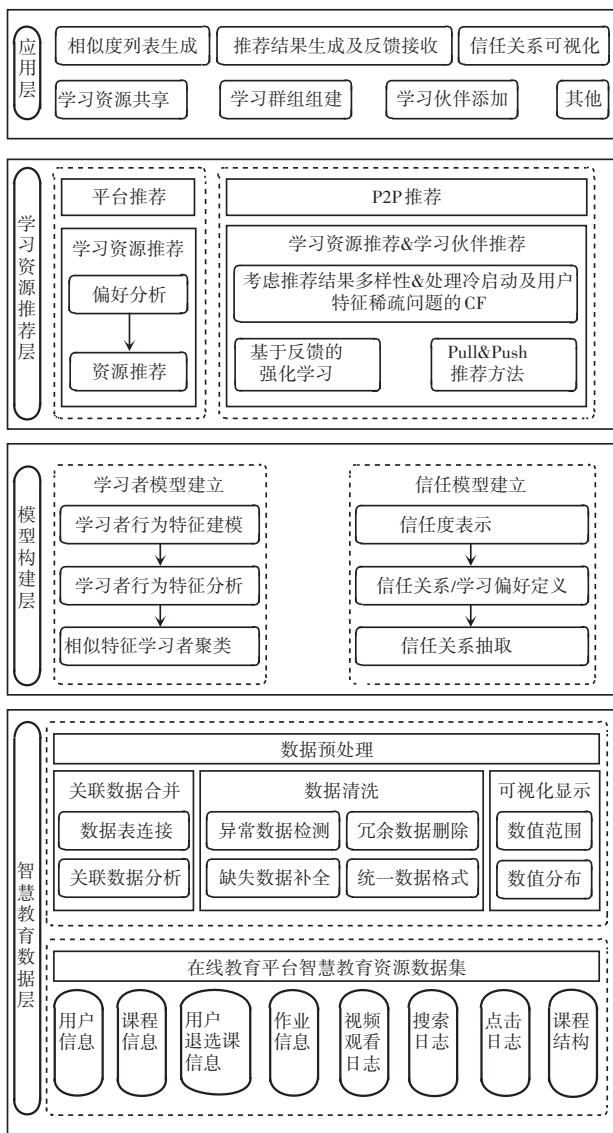 应用层
相似度列表生成
推荐结果生成及反馈接收
信任关系可视化
学习资源共享
学习群组组建
学习伙伴添加
其他
学习资源推荐层
平台推荐
学习资源推荐
偏好分析
资源推荐
P2P推荐
学习资源推荐&学习伙伴推荐
考虑推荐结果多样性&处理冷启动及用户
特征稀疏问题的CF
基于反馈的
强化学习
Pull&Push
推荐方法
模型构建层
学习者模型建立
学习者行为特征建模
学习者行为特征分析
相似特征学习者聚类
信任模型建立
信任度表示
信任关系/学习偏好定义
信任关系抽取
智慧教育数据层
数据预处理
关联数据合并
数据表连接
关联数据分析
数据清洗
异常数据检测
冗余数据删除
缺失数据补全
统一数据格式
可视化显示
数值范围
数值分布
在线教育平台智慧教育资源数据集
用户
信息
课程
信息
用户
退选课
信息
作业
信息
视频
观看
日志
搜索
日志
点击
日志
课程
结构